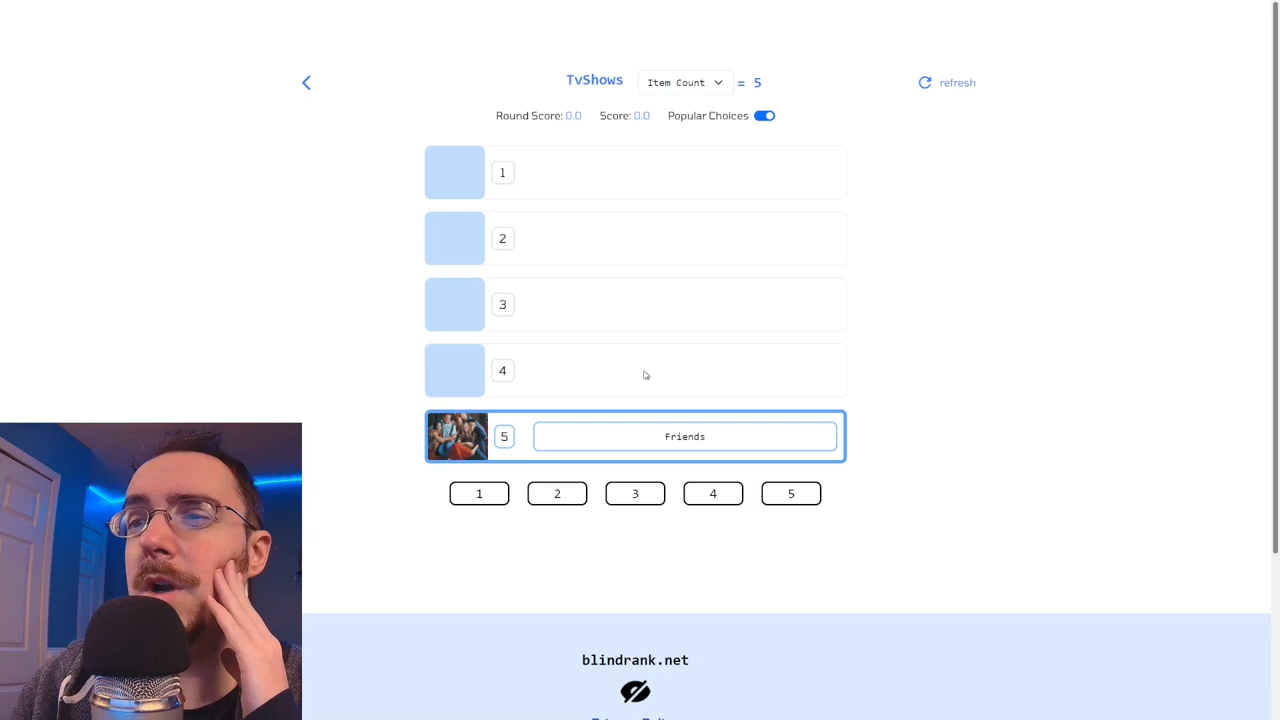 TvShows Item Count = 5 refresh
Round Score: 0.0 Score: 0.0 Popular Choices
1
2
3
4
5 Friends
1 2 3 4 5
blindrank.net